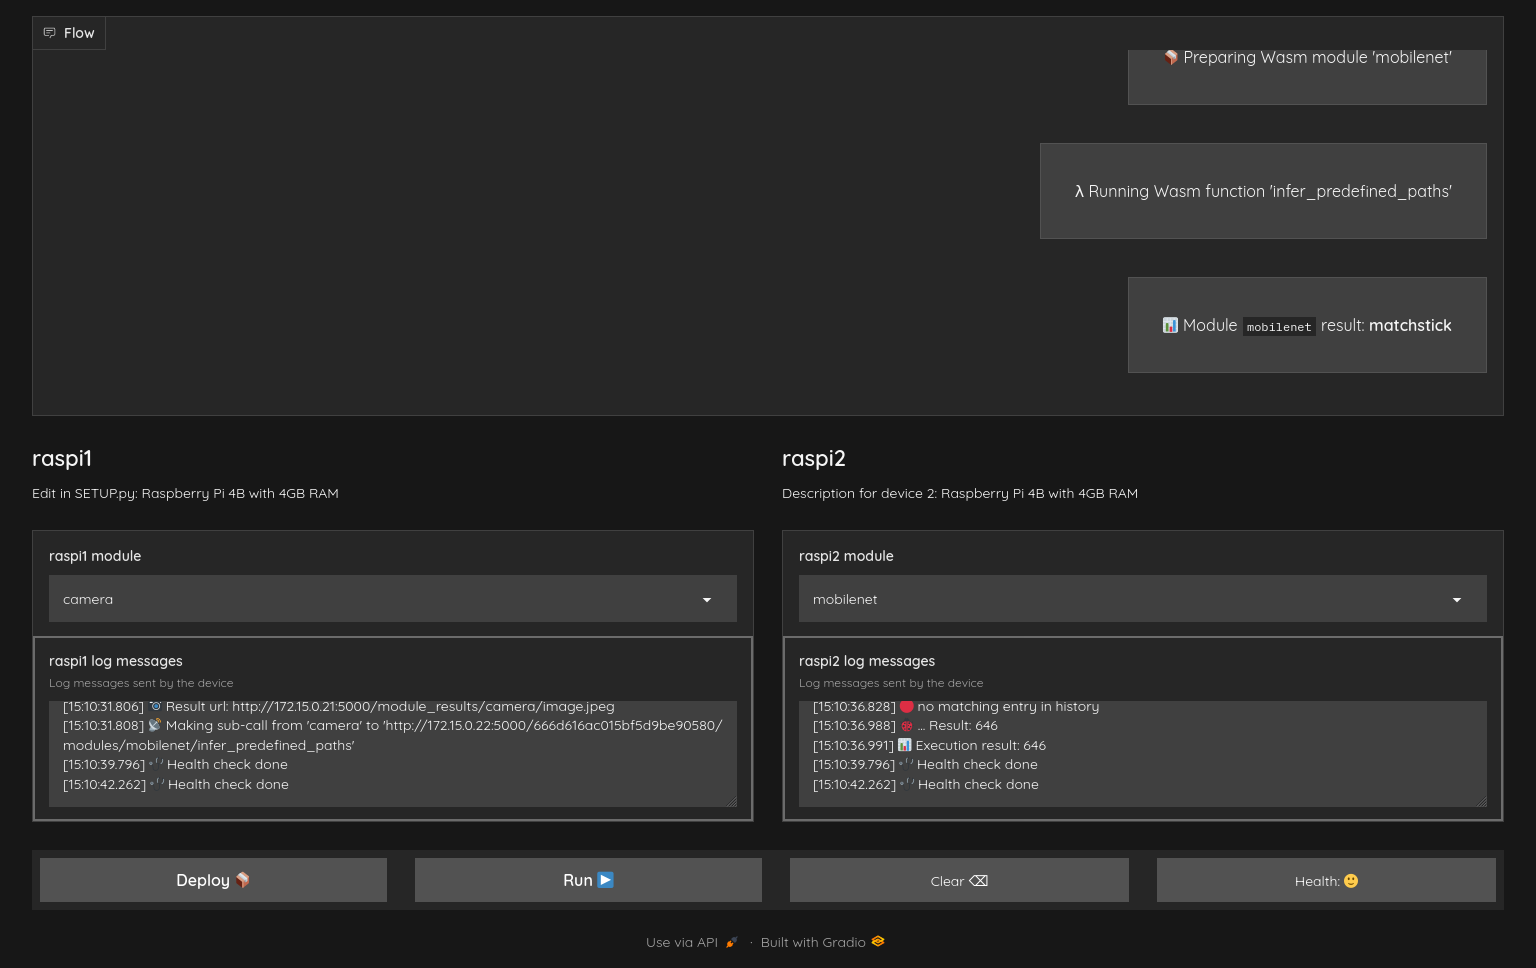 Flow
📦 Preparing Wasm module 'mobilenet'
λ Running Wasm function 'infer_predefined_paths'
📊 Module mobilenet result: matchstick
raspi1
Edit in SETUP.py: Raspberry Pi 4B with 4GB RAM
raspi1 module
camera
raspi1 log messages
Log messages sent by the device
[15:10:31.806] Result url: http://172.15.0.21:5000/module_results/camera/image.jpeg
[15:10:31.808] 📡 Making sub-call from 'camera' to 'http://172.15.0.22:5000/666d616ac015bf5d9be90580/
modules/mobilenet/infer_predefined_paths'
[15:10:39.796] Health check done
[15:10:42.262] Health check done
raspi2
Description for device 2: Raspberry Pi 4B with 4GB RAM
raspi2 module
mobilenet
raspi2 log messages
Log messages sent by the device
[15:10:36.828] no matching entry in history
[15:10:36.988] ... Result: 646
[15:10:36.991] 📊 Execution result: 646
[15:10:39.796] Health check done
[15:10:42.262] Health check done
Deploy 📦
Run ▶️
Clear ⌫
Health: 🙂
Use via API 🚀 · Built with Gradio